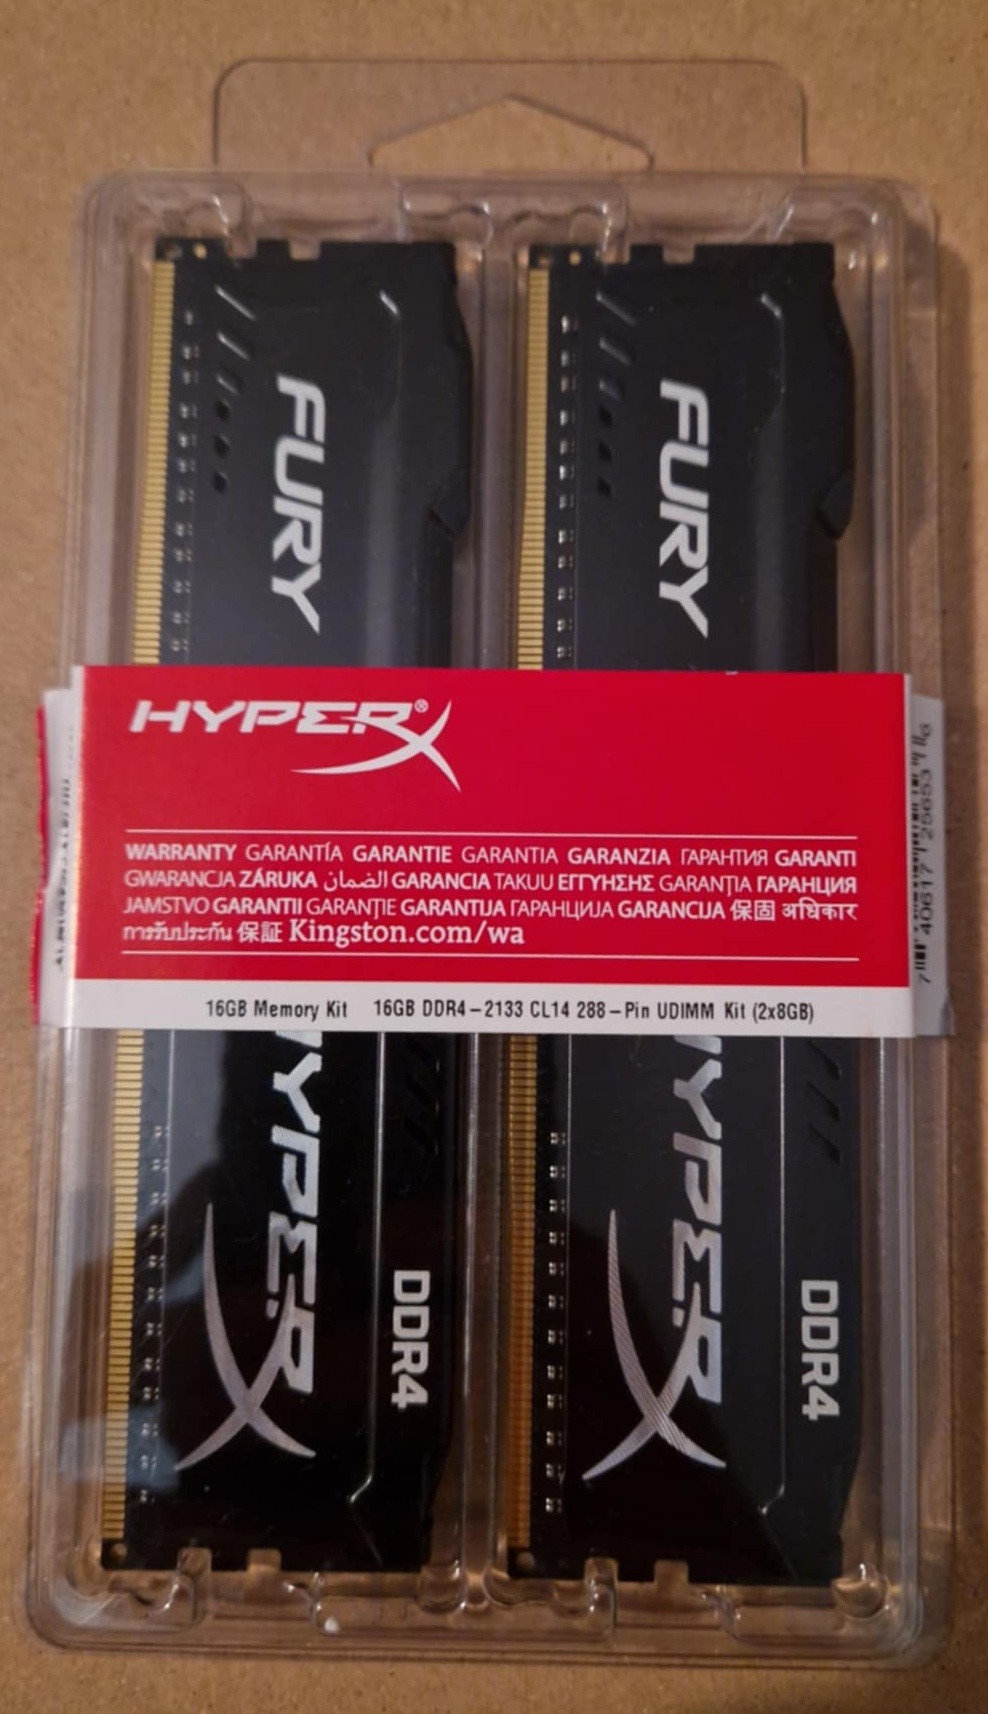 FURY
FURY
HYPERX®
WARRANTY GARANTÍA GARANTIE GARANTIA GARANZIA ГАРАНТИЯ GARANTI
GWARANCJA ZÁRUKA الضمان GARANCIA TAKUU ΕΓΓΥΗΣΗΣ GARANŢIA ГАРАНЦИЯ
JAMSTVO GARANTII GARANŢIE GARANTIJA ГАРАНЦИЈА GARANCIJA 保固 अधिकार
การรับประกัน 保証 Kingston.com/wa
16GB Memory Kit 16GB DDR4-2133 CL14 288-Pin UDIMM Kit (2x8GB)
HYPERX
DDR4
HYPERX
DDR4